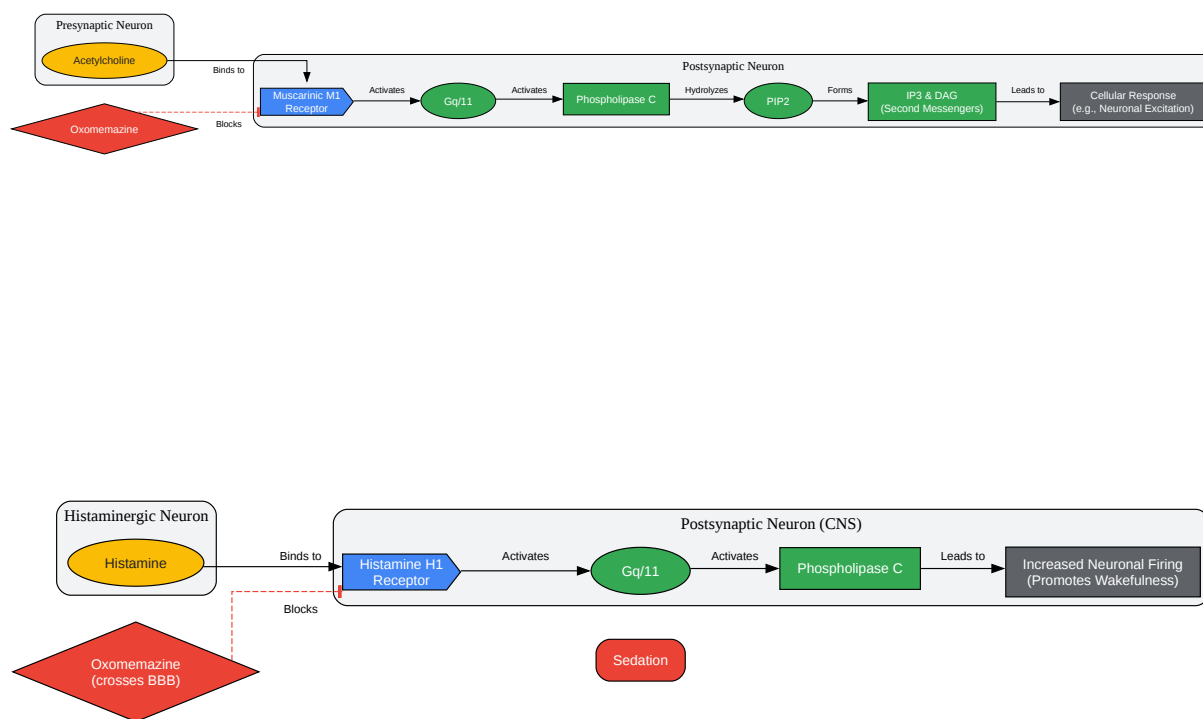 Presynaptic Neuron
Acetylcholine
Binds to
Postsynaptic Neuron
Muscarinic M1
Receptor
Activates
Gq/11
Activates
Phospholipase C
Hydrolyzes
PIP2
Forms
IP3 & DAG
(Second Messengers)
Leads to
Cellular Response
(e.g., Neuronal Excitation)
Oxomemazine
Blocks
Histaminergic Neuron
Histamine
Binds to
Postsynaptic Neuron (CNS)
Histamine H1
Receptor
Activates
Gq/11
Activates
Phospholipase C
Leads to
Increased Neuronal Firing
(Promotes Wakefulness)
Blocks
Oxomemazine
(crosses BBB)
Sedation